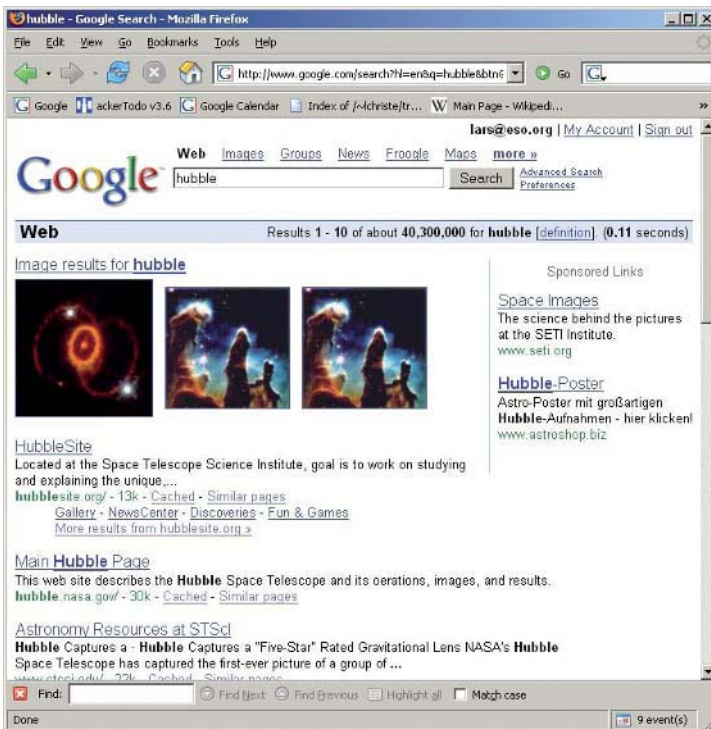 hubble - Google Search - Mozilla Firefox
File Edit View Go Bookmarks Tools Help
http://www.google.com/search?hl=en&q=hubble&btnG Go
Google ackerTodo v3.6 Google Calendar Index of /~lchriste/tr... Main Page - Wikipedi... »
lars@eso.org | My Account | Sign out
Web Images Groups News Froogle Maps more »
Google™
hubble Search Advanced Search
Preferences
Web Results 1 - 10 of about 40,300,000 for hubble [definition]. (0.11 seconds)
Image results for hubble
HubbleSite
Located at the Space Telescope Science Institute, goal is to work on studying
and explaining the unique,...
hubblesite.org/ - 13k - Cached - Similar pages
Gallery - NewsCenter - Discoveries - Fun & Games
More results from hubblesite.org »
Main Hubble Page
This web site describes the Hubble Space Telescope and its oerations, images, and results.
hubble.nasa.gov/ - 30k - Cached - Similar pages
Astronomy Resources at STScI
Hubble Captures a - Hubble Captures a "Five-Star" Rated Gravitational Lens NASA's Hubble
Space Telescope has captured the first-ever picture of a group of ...
www.stsci.edu/ - 22k - Cached - Similar pages
Sponsored Links
Space Images
The science behind the pictures
at the SETI Institute.
www.seti.org
Hubble-Poster
Astro-Poster mit großartigen
Hubble-Aufnahmen - hier klicken!
www.astroshop.biz
Find: Find Next Find Previous Highlight all Match case
Done 9 event(s)